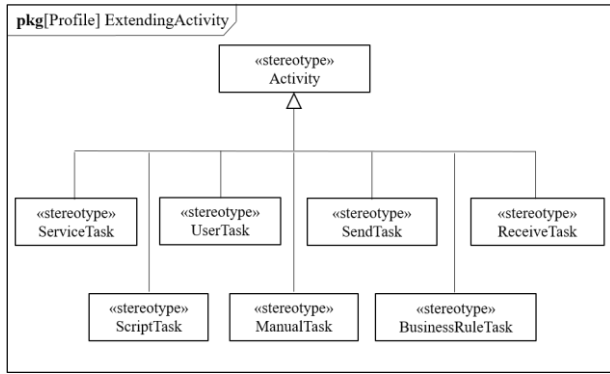 pkg[Profile] ExtendingActivity
«stereotype»
Activity
«stereotype»
ServiceTask
«stereotype»
UserTask
«stereotype»
SendTask
«stereotype»
ReceiveTask
«stereotype»
ScriptTask
«stereotype»
ManualTask
«stereotype»
BusinessRuleTask